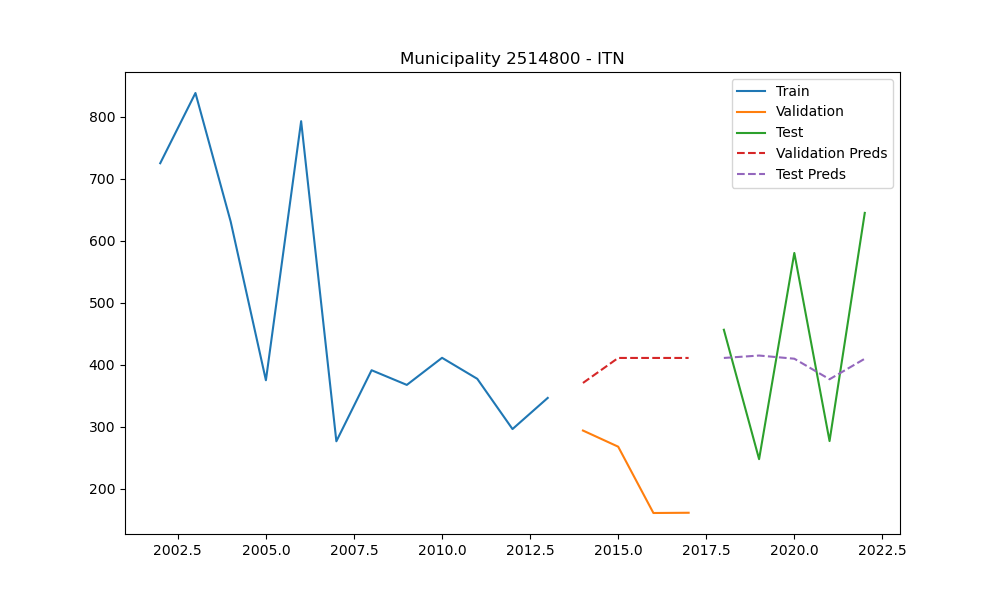 Municipality 2514800 - ITN
Train
Validation
Test
Validation Preds
Test Preds
800
700
600
500
400
300
200
2002.5 2005.0 2007.5 2010.0 2012.5 2015.0 2017.5 2020.0 2022.5